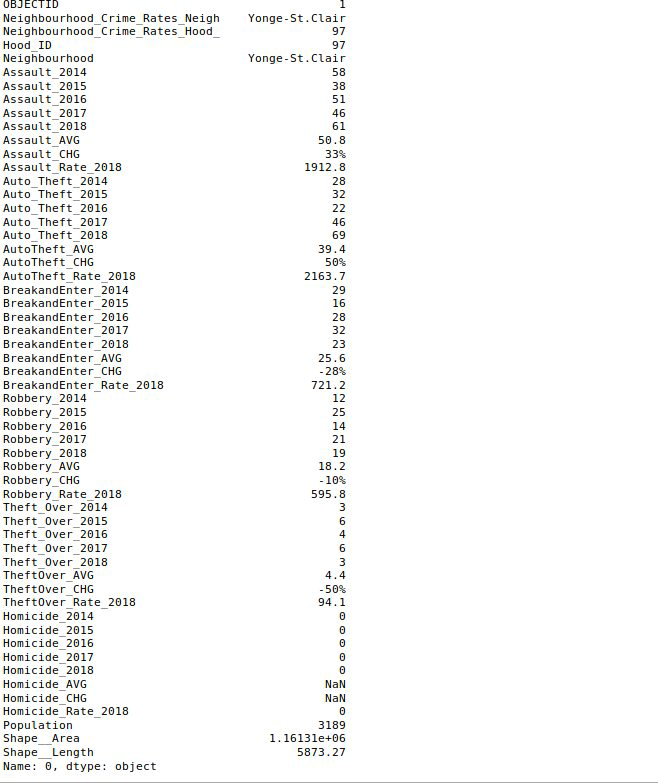 OBJECTID 1
Neighbourhood_Crime_Rates_Neigh Yonge-St.Clair
Neighbourhood_Crime_Rates_Hood_ 97
Hood_ID 97
Neighbourhood Yonge-St.Clair
Assault_2014 58
Assault_2015 38
Assault_2016 51
Assault_2017 46
Assault_2018 61
Assault_AVG 50.8
Assault_CHG 33%
Assault_Rate_2018 1912.8
Auto_Theft_2014 28
Auto_Theft_2015 32
Auto_Theft_2016 22
Auto_Theft_2017 46
Auto_Theft_2018 69
AutoTheft_AVG 39.4
AutoTheft_CHG 50%
AutoTheft_Rate_2018 2163.7
BreakandEnter_2014 29
BreakandEnter_2015 16
BreakandEnter_2016 28
BreakandEnter_2017 32
BreakandEnter_2018 23
BreakandEnter_AVG 25.6
BreakandEnter_CHG -28%
BreakandEnter_Rate_2018 721.2
Robbery_2014 12
Robbery_2015 25
Robbery_2016 14
Robbery_2017 21
Robbery_2018 19
Robbery_AVG 18.2
Robbery_CHG -10%
Robbery_Rate_2018 595.8
Theft_Over_2014 3
Theft_Over_2015 6
Theft_Over_2016 4
Theft_Over_2017 6
Theft_Over_2018 3
TheftOver_AVG 4.4
TheftOver_CHG -50%
TheftOver_Rate_2018 94.1
Homicide_2014 0
Homicide_2015 0
Homicide_2016 0
Homicide_2017 0
Homicide_2018 0
Homicide_AVG NaN
Homicide_CHG NaN
Homicide_Rate_2018 0
Population 3189
Shape__Area 1.16131e+06
Shape__Length 5873.27
Name: 0, dtype: object